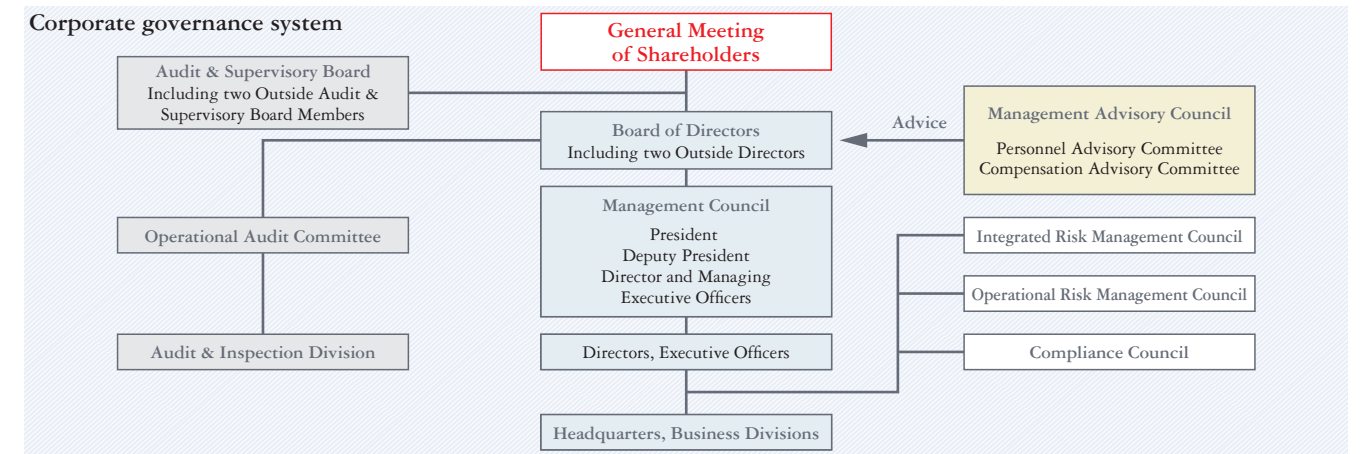 Corporate governance system
General Meeting
of Shareholders
Audit & Supervisory Board
Including two Outside Audit &
Supervisory Board Members
Board of Directors
Including two Outside Directors
Advice
Management Advisory Council
Personnel Advisory Committee
Compensation Advisory Committee
Management Council
President
Deputy President
Director and Managing
Executive Officers
Operational Audit Committee
Integrated Risk Management Council
Operational Risk Management Council
Audit & Inspection Division
Directors, Executive Officers
Compliance Council
Headquarters, Business Divisions